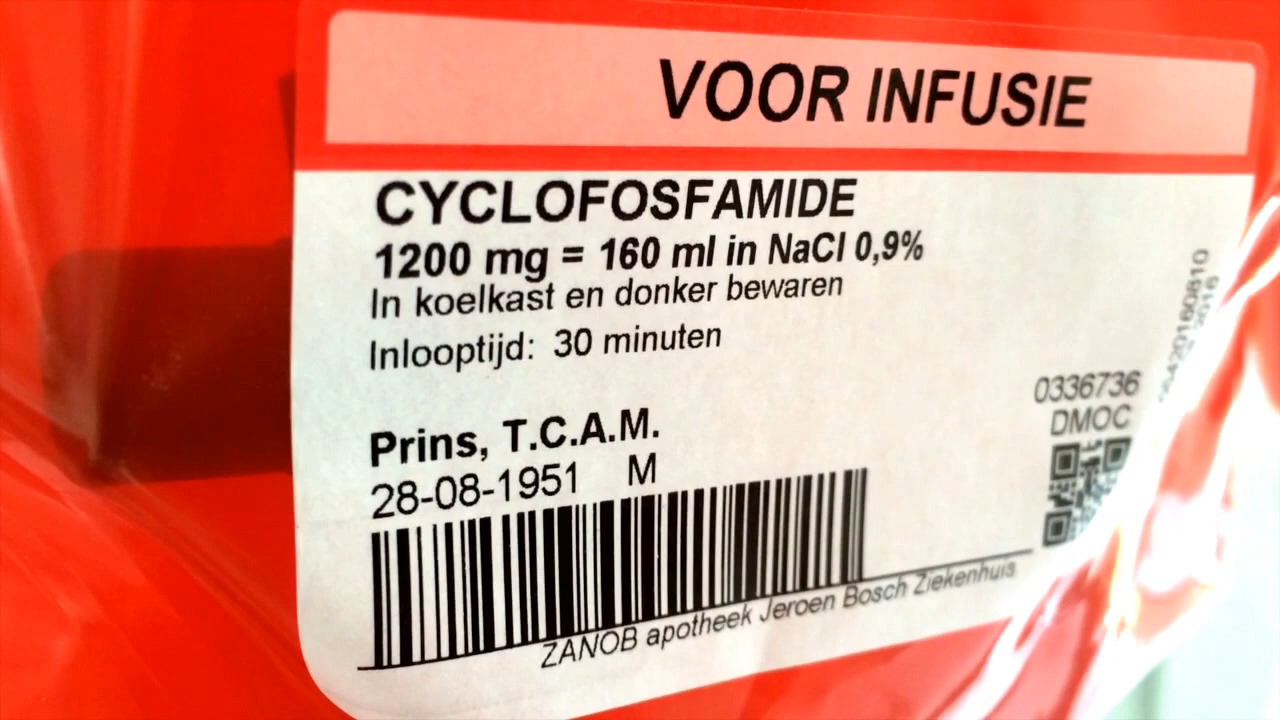 VOOR INFUSIE
CYCLOFOSFAMIDE
1200 mg = 160 ml in NaCl 0,9%
In koelkast en donker bewaren
Inlooptijd: 30 minuten
Prins, T.C.A.M.
28-08-1951 M
0336736
DMOC
ZANOB apotheek Jeroen Bosch Ziekenhuis